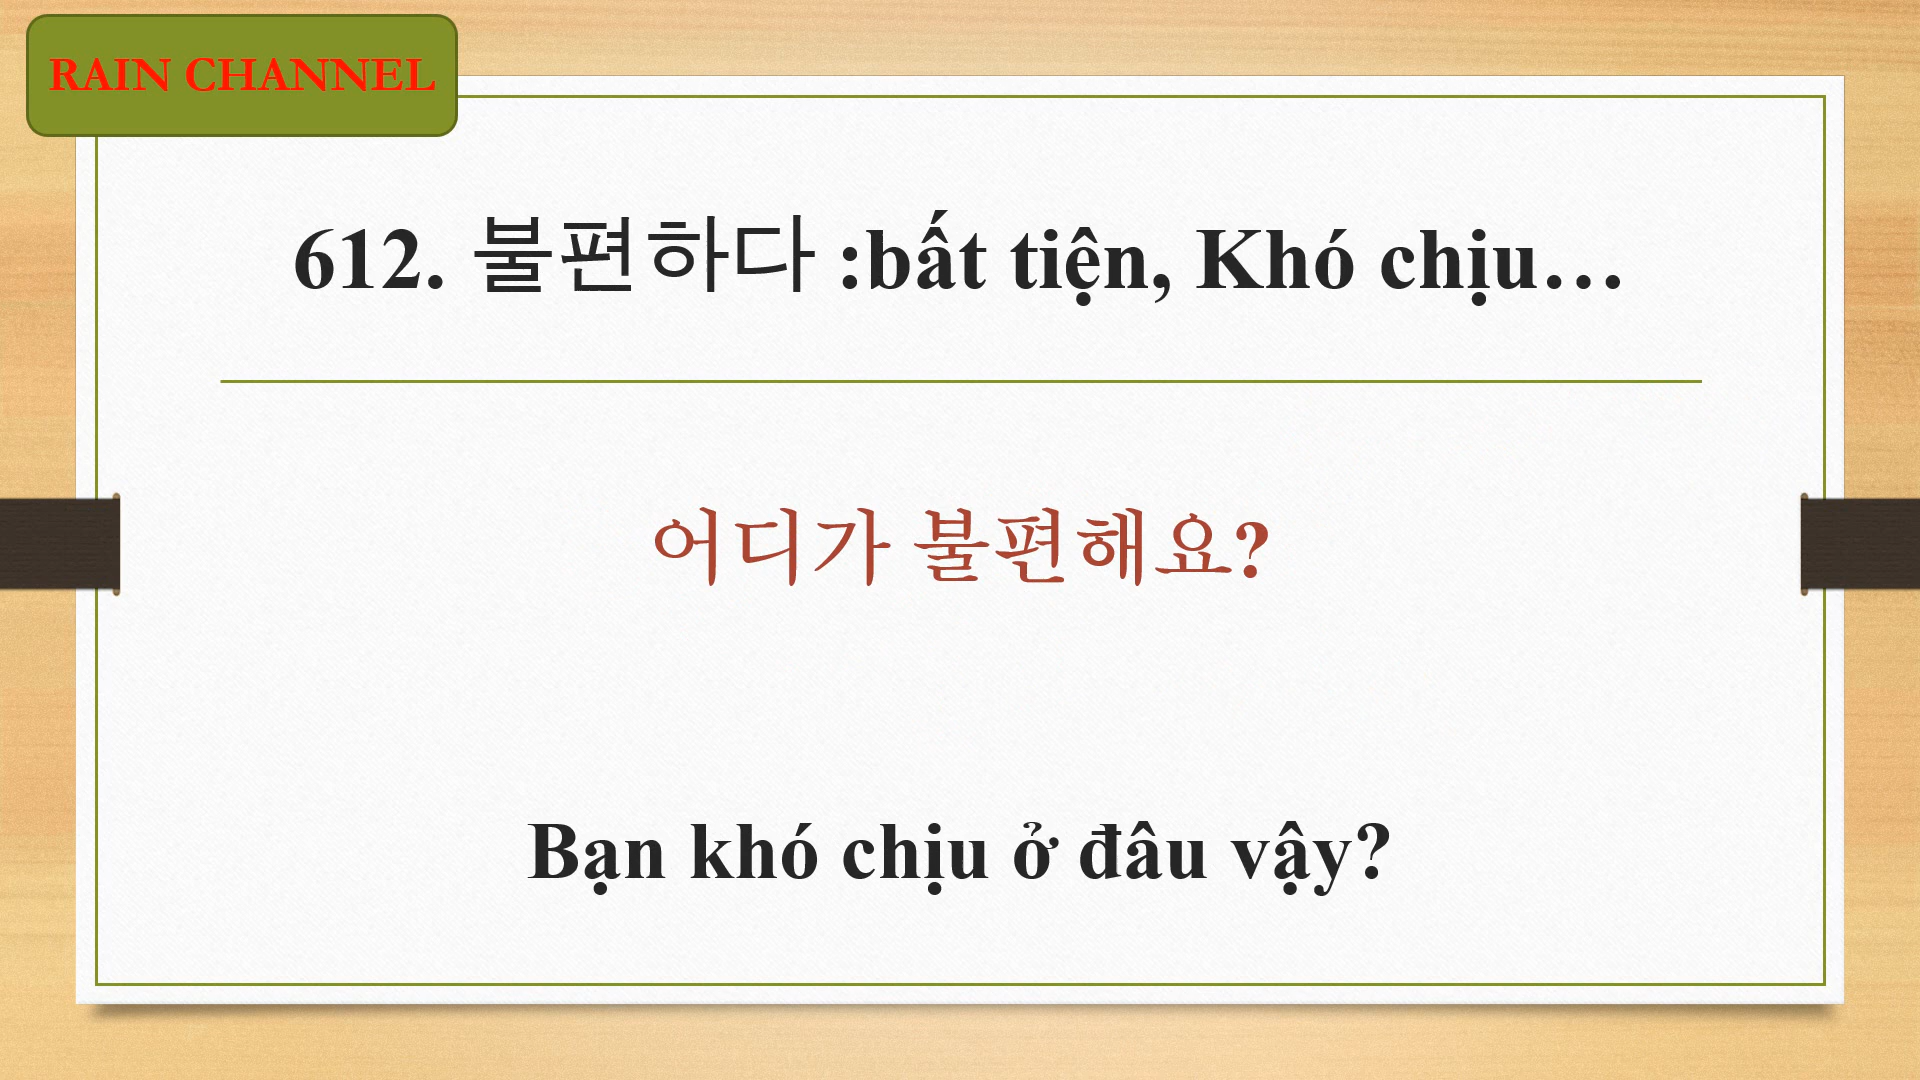 RAIN CHANNEL
612. 불편하다 :bất tiện, Khó chịu…
어디가 불편해요?
Bạn khó chịu ở đâu vậy?